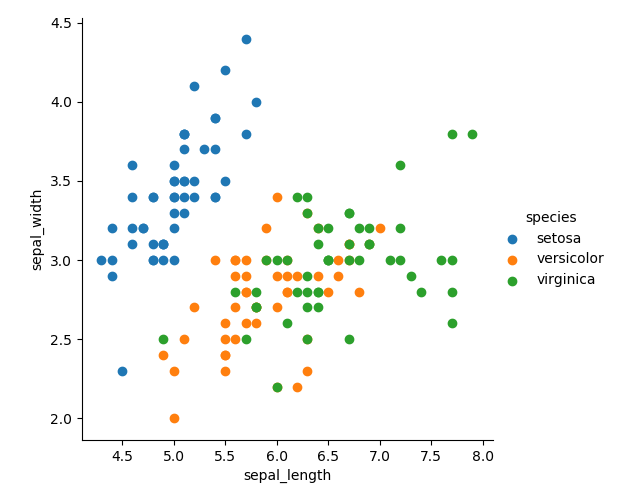 4.5
4.0
3.5
3.0
2.5
2.0
sepal_width
4.5 5.0 5.5 6.0 6.5 7.0 7.5 8.0
sepal_length
species
setosa
versicolor
virginica